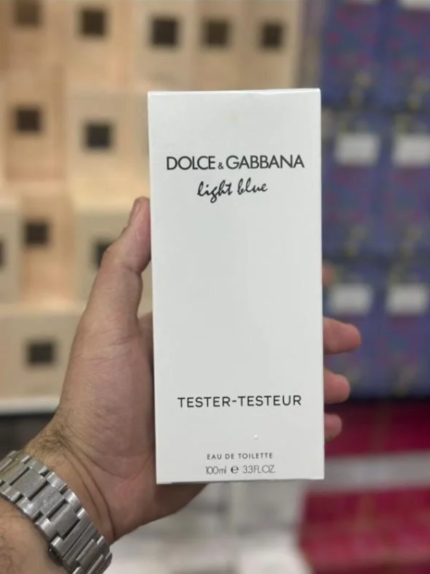 DOLCE & GABBANA
light blue
TESTER-TESTEUR
EAU DE TOILETTE
100ml ℮ 3.3FL.OZ.